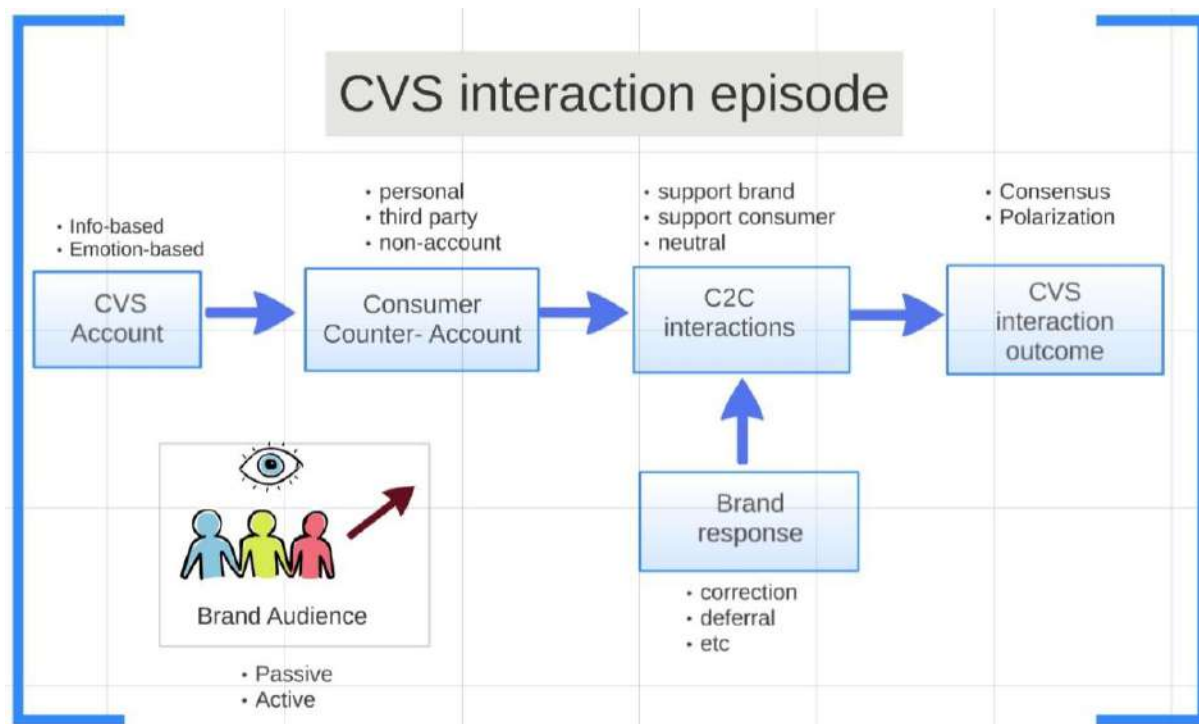 CVS interaction episode
• Info-based
• Emotion-based
CVS
Account
• personal
• third party
• non-account
Consumer
Counter- Account
• support brand
• support consumer
• neutral
C2C
interactions
• Consensus
• Polarization
CVS
interaction
outcome
Brand Audience
• Passive
• Active
Brand
response
• correction
• deferral
• etc